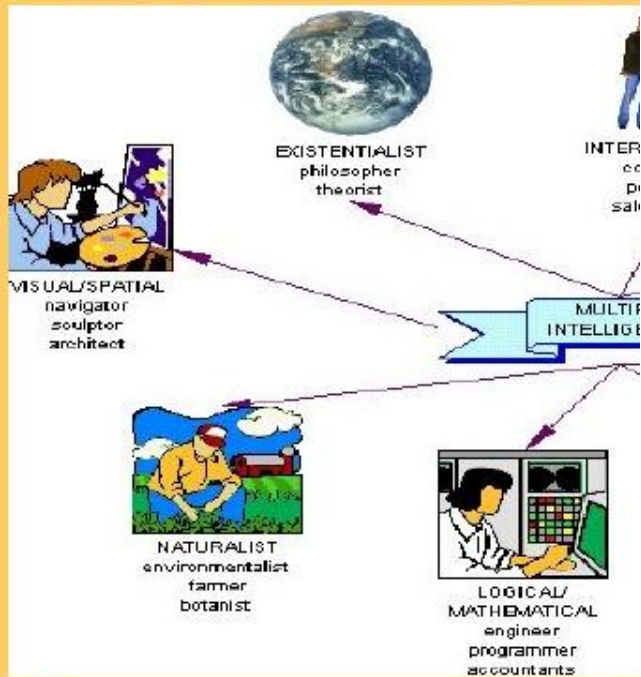 EXISTENTIALIST
philosopher
theorist
VISUAL/SPATIAL
navigator
sculptor
architect
NATURALIST
environmentalist
farmer
botanist
LOGICAL/
MATHEMATICAL
engineer
programmer
accountants